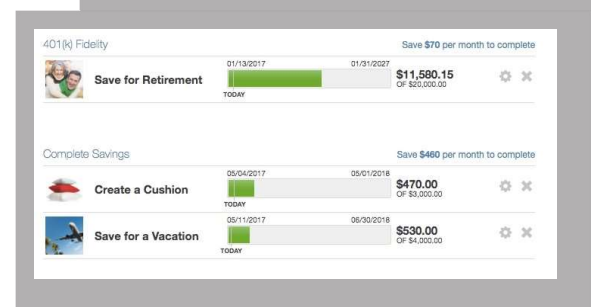 401(k) Fidelity
Save $70 per month to complete
01/13/2017 01/31/2027
Save for Retirement
$11,580.15
OF $20,000.00
TODAY
Complete Savings
Save $460 per month to complete
05/04/2017 05/01/2018
Create a Cushion
$470.00
OF $3,000.00
TODAY
05/11/2017 06/30/2018
Save for a Vacation
$530.00
OF $4,000.00
TODAY